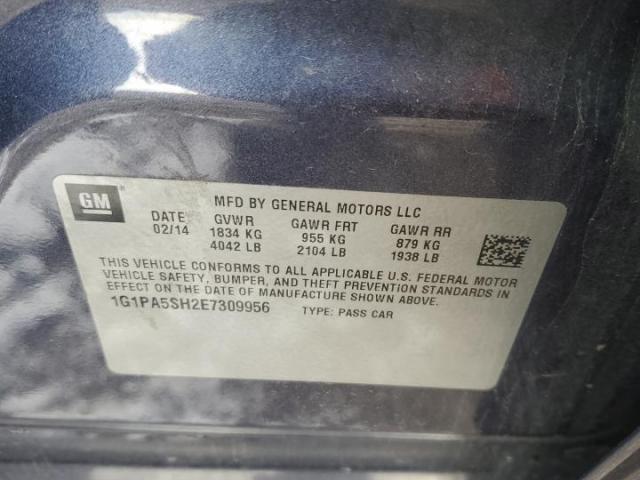 GM
MFD BY GENERAL MOTORS LLC
DATE GVWR GAWR FRT GAWR RR
02/14 1834 KG 955 KG 879 KG
4042 LB 2104 LB 1938 LB
THIS VEHICLE CONFORMS TO ALL APPLICABLE U.S. FEDERAL MOTOR
VEHICLE SAFETY, BUMPER, AND THEFT PREVENTION STANDARDS IN
EFFECT ON THE DATE OF MANUFACTURE SHOWN ABOVE.
1G1PA5SH2E7309956 TYPE: PASS CAR